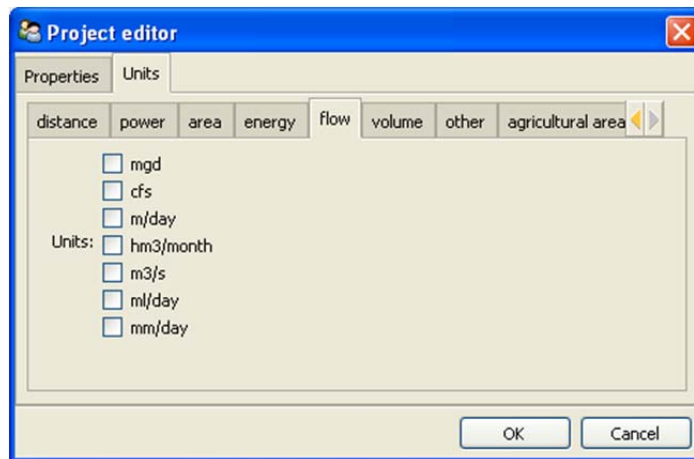 Project editor
Properties Units
distance power area energy flow volume other agricultural area
mgd
cfs
m/day
Units: hm3/month
m3/s
ml/day
mm/day
OK Cancel